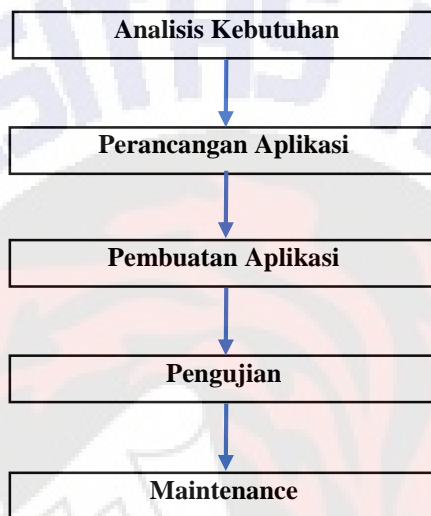 Analisis Kebutuhan
Perancangan Aplikasi
Pembuatan Aplikasi
Pengujian
Maintenance